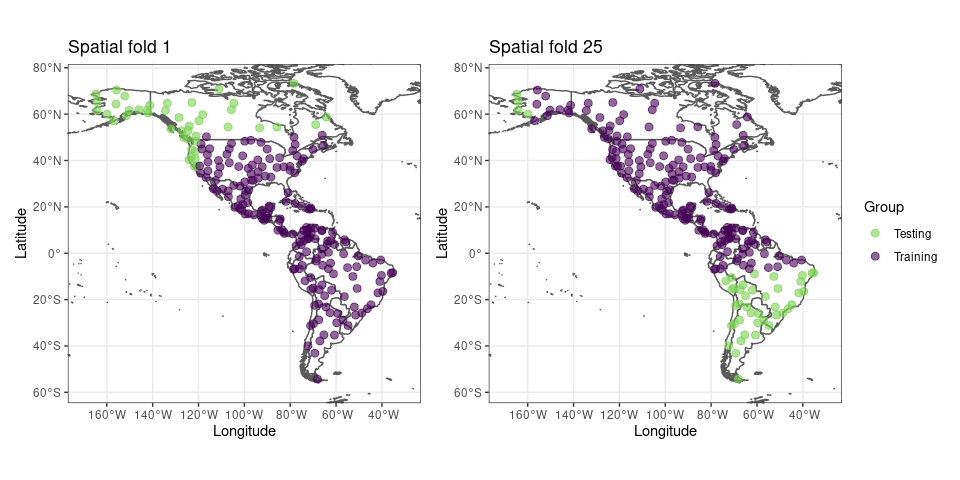 Spatial fold 1
Spatial fold 25
80°N
60°N
40°N
20°N
0°
20°S
40°S
60°S
Latitude
160°W 140°W 120°W 100°W 80°W 60°W 40°W
Longitude
80°N
60°N
40°N
20°N
0°
20°S
40°S
60°S
Latitude
160°W 140°W 120°W 100°W 80°W 60°W 40°W
Longitude
Group
Testing
Training